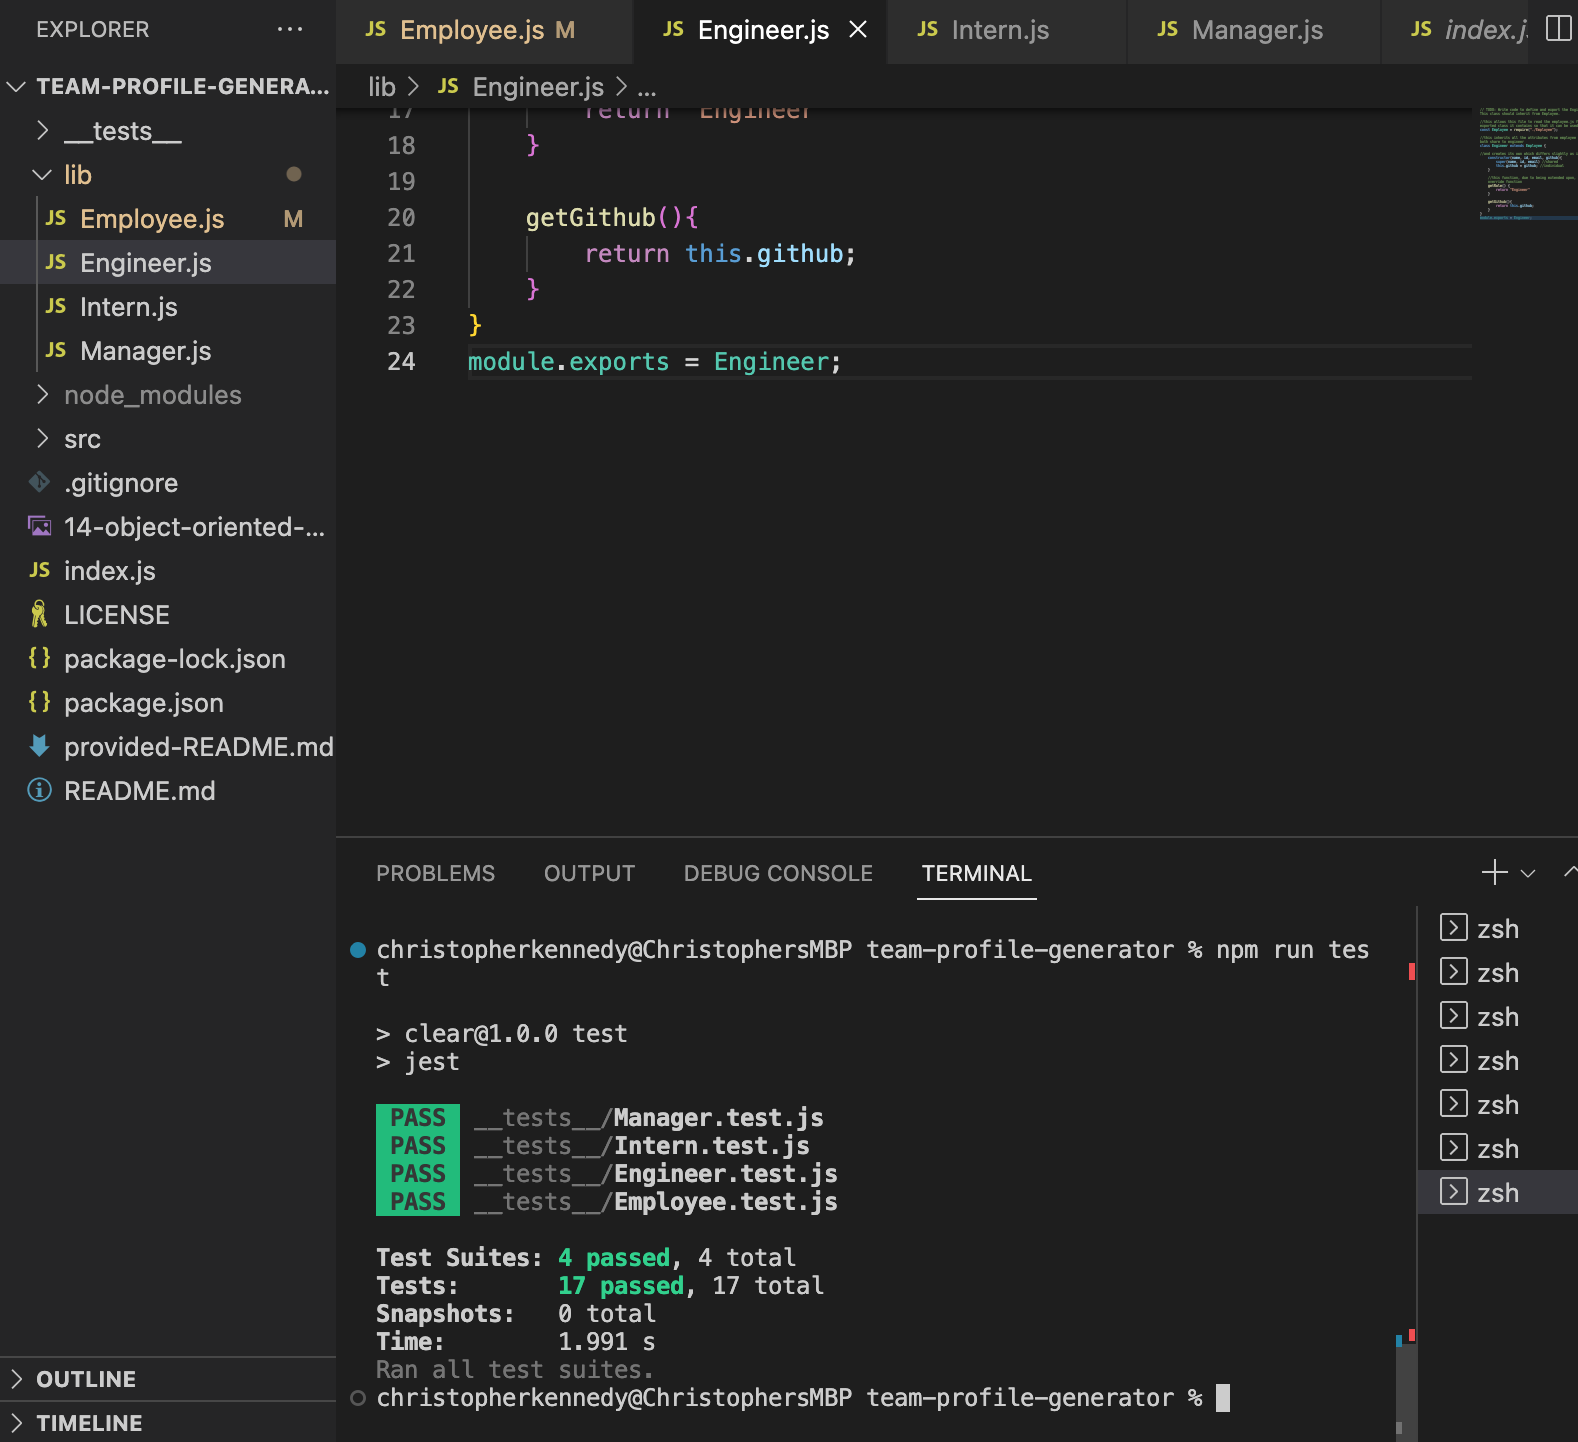 EXPLORER ...
TEAM-PROFILE-GENERA...
__tests__
lib
JS Employee.js M
JS Engineer.js
JS Intern.js
JS Manager.js
node_modules
src
.gitignore
14-object-oriented-...
JS index.js
LICENSE
{} package-lock.json
{} package.json
provided-README.md
README.md
OUTLINE
TIMELINE
JS Employee.js M
JS Engineer.js
JS Intern.js
JS Manager.js
JS index.js
lib > JS Engineer.js > ...
17 return "Engineer"
18 }
19
20 getGithub(){
21 return this.github;
22 }
23 }
24 module.exports = Engineer;
PROBLEMS OUTPUT DEBUG CONSOLE TERMINAL
christopherkennedy@ChristophersMBP team-profile-generator % npm run tes
t
> clear@1.0.0 test
> jest
PASS __tests__/Manager.test.js
PASS __tests__/Intern.test.js
PASS __tests__/Engineer.test.js
PASS __tests__/Employee.test.js
Test Suites: 4 passed, 4 total
Tests: 17 passed, 17 total
Snapshots: 0 total
Time: 1.991 s
Ran all test suites.
christopherkennedy@ChristophersMBP team-profile-generator %
zsh
zsh
zsh
zsh
zsh
zsh
zsh